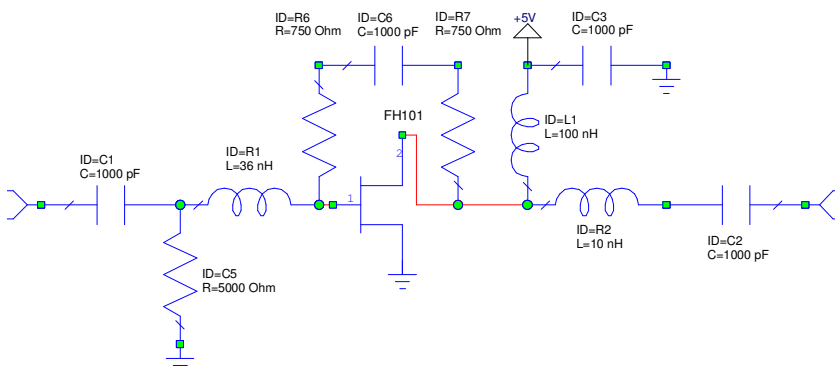 ID=R6
R=750 Ohm
ID=C6
C=1000 pF
ID=R7
R=750 Ohm
+5V
ID=C3
C=1000 pF
FH101
ID=L1
L=100 nH
ID=R1
L=36 nH
2
ID=C1
C=1000 pF
1
ID=R2
L=10 nH
ID=C2
C=1000 pF
ID=C5
R=5000 Ohm